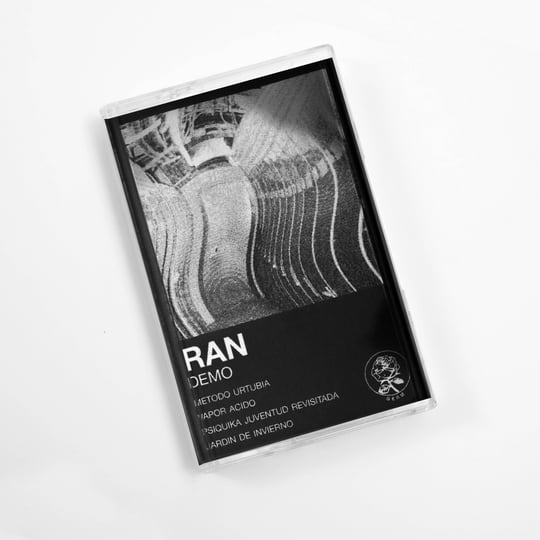 RAN
DEMO
METODO URTUBIA
VAPOR ACIDO
PSIQUIKA JUVENTUD REVISITADA
JARDIN DE INVIERNO